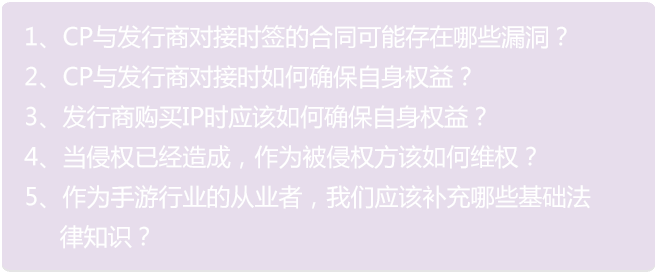 1、CP与发行商对接时签的合同可能存在哪些漏洞？
2、CP与发行商对接时如何确保自身权益？
3、发行商购买IP时应该如何确保自身权益？
4、当侵权已经造成，作为被侵权方该如何维权？
5、作为手游行业的从业者，我们应该补充哪些基础法
律知识？